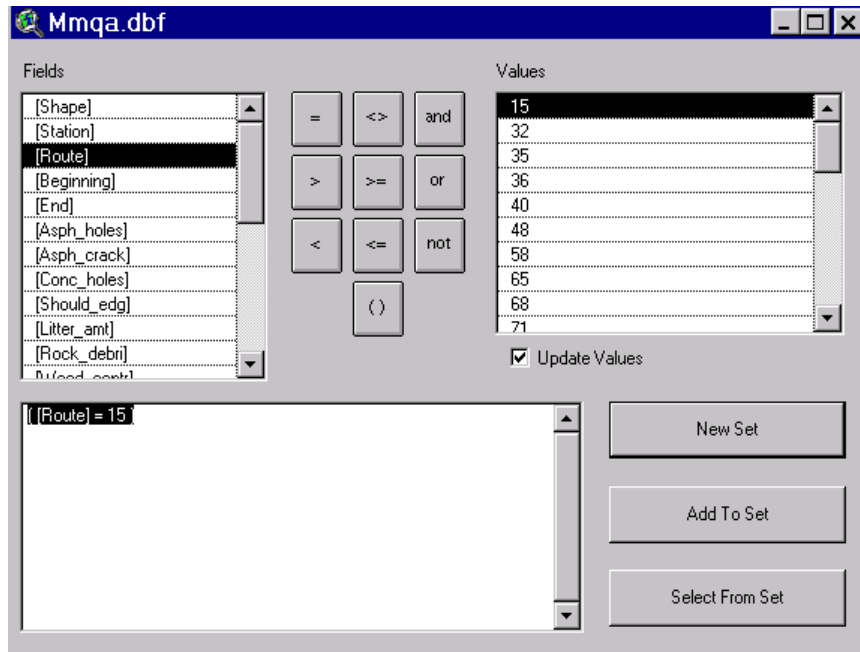 Mmqa.dbf
Fields
[Shape]
[Station]
[Route]
[Beginning]
[End]
[Asph_holes]
[Asph_crack]
[Conc_holes]
[Should_edg]
[Litter_amt]
[Rock_debri]
= <> and
> >= or
< <= not
( )
Values
15
32
35
36
40
48
58
65
68
71
Update Values
( [Route] = 15 )
New Set
Add To Set
Select From Set